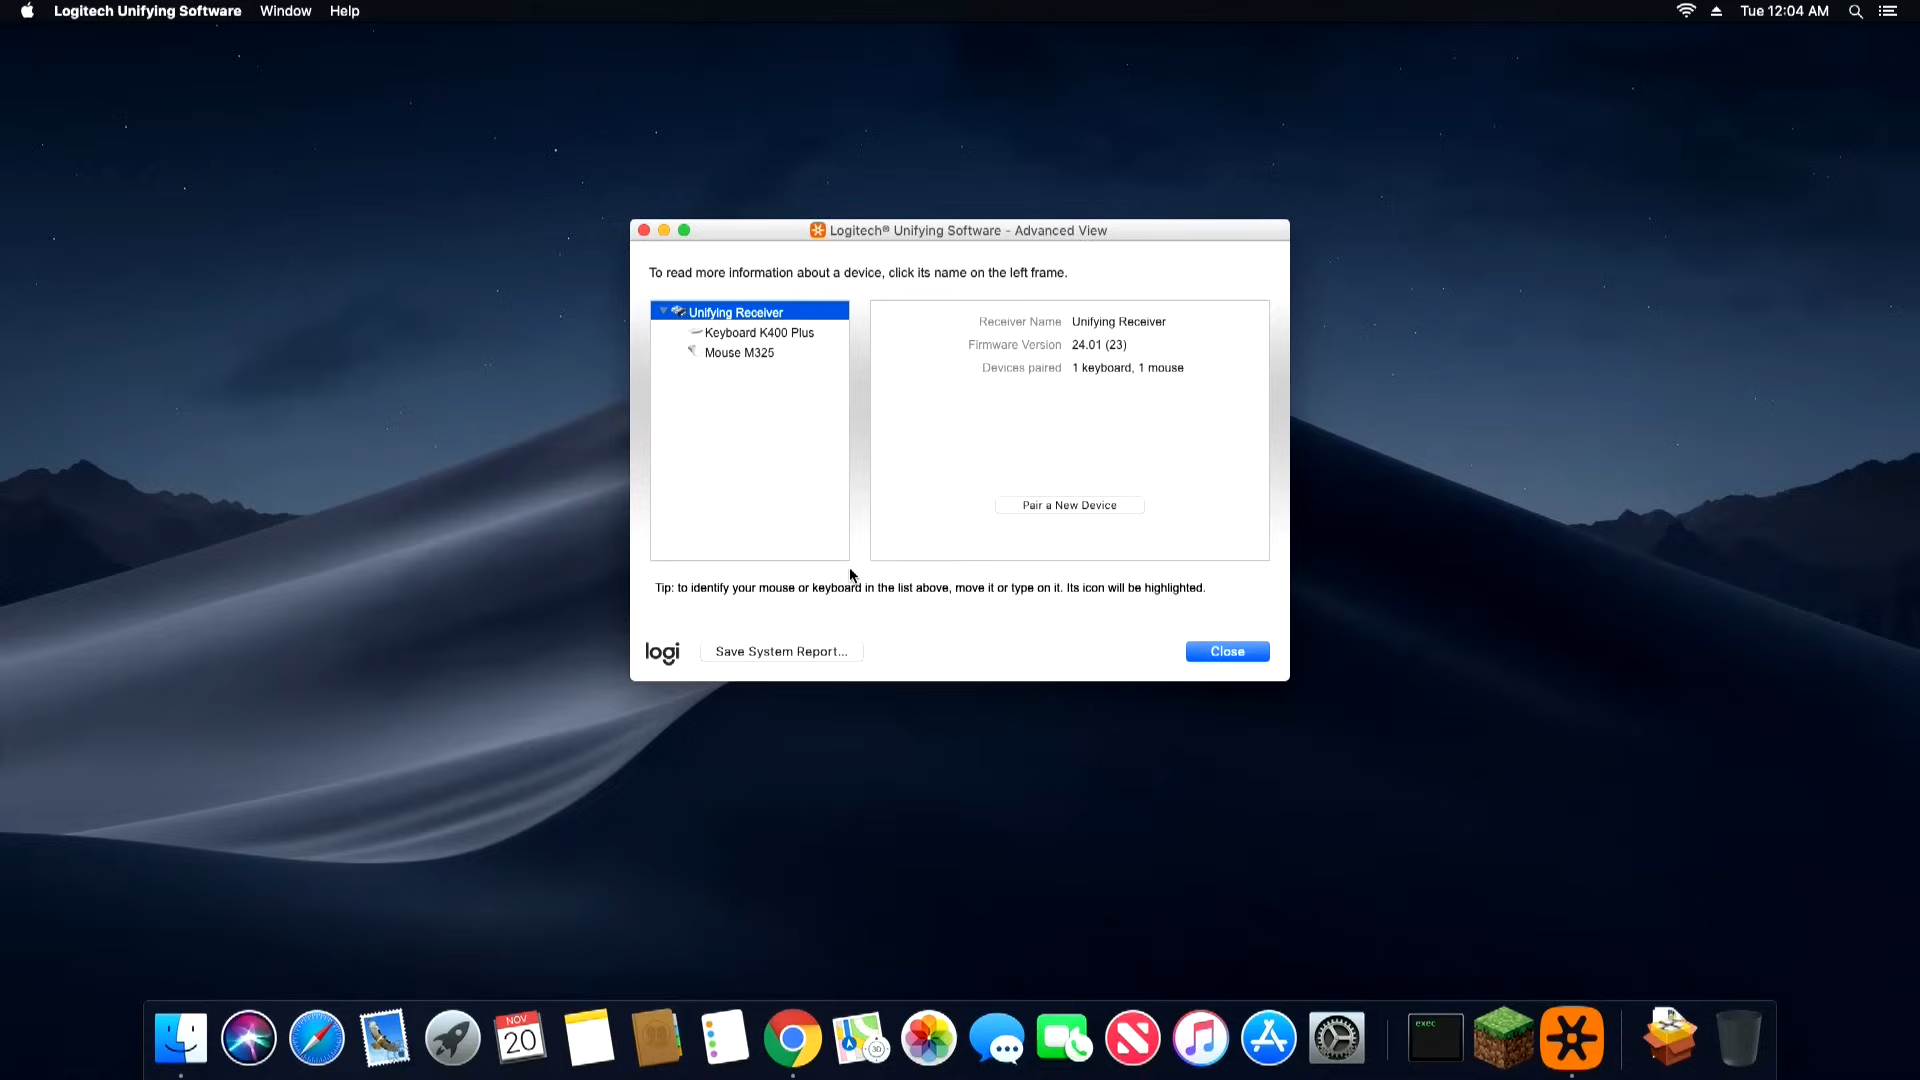 Logitech Unifying Software Window Help
Tue 12:04 AM
Logitech® Unifying Software - Advanced View
To read more information about a device, click its name on the left frame.
Unifying Receiver
Keyboard K400 Plus
Mouse M325
Receiver Name Unifying Receiver
Firmware Version 24.01 (23)
Devices paired 1 keyboard, 1 mouse
Pair a New Device
Tip: to identify your mouse or keyboard in the list above, move it or type on it. Its icon will be highlighted.
logi
Save System Report...
Close
NOV
20
3D
exec